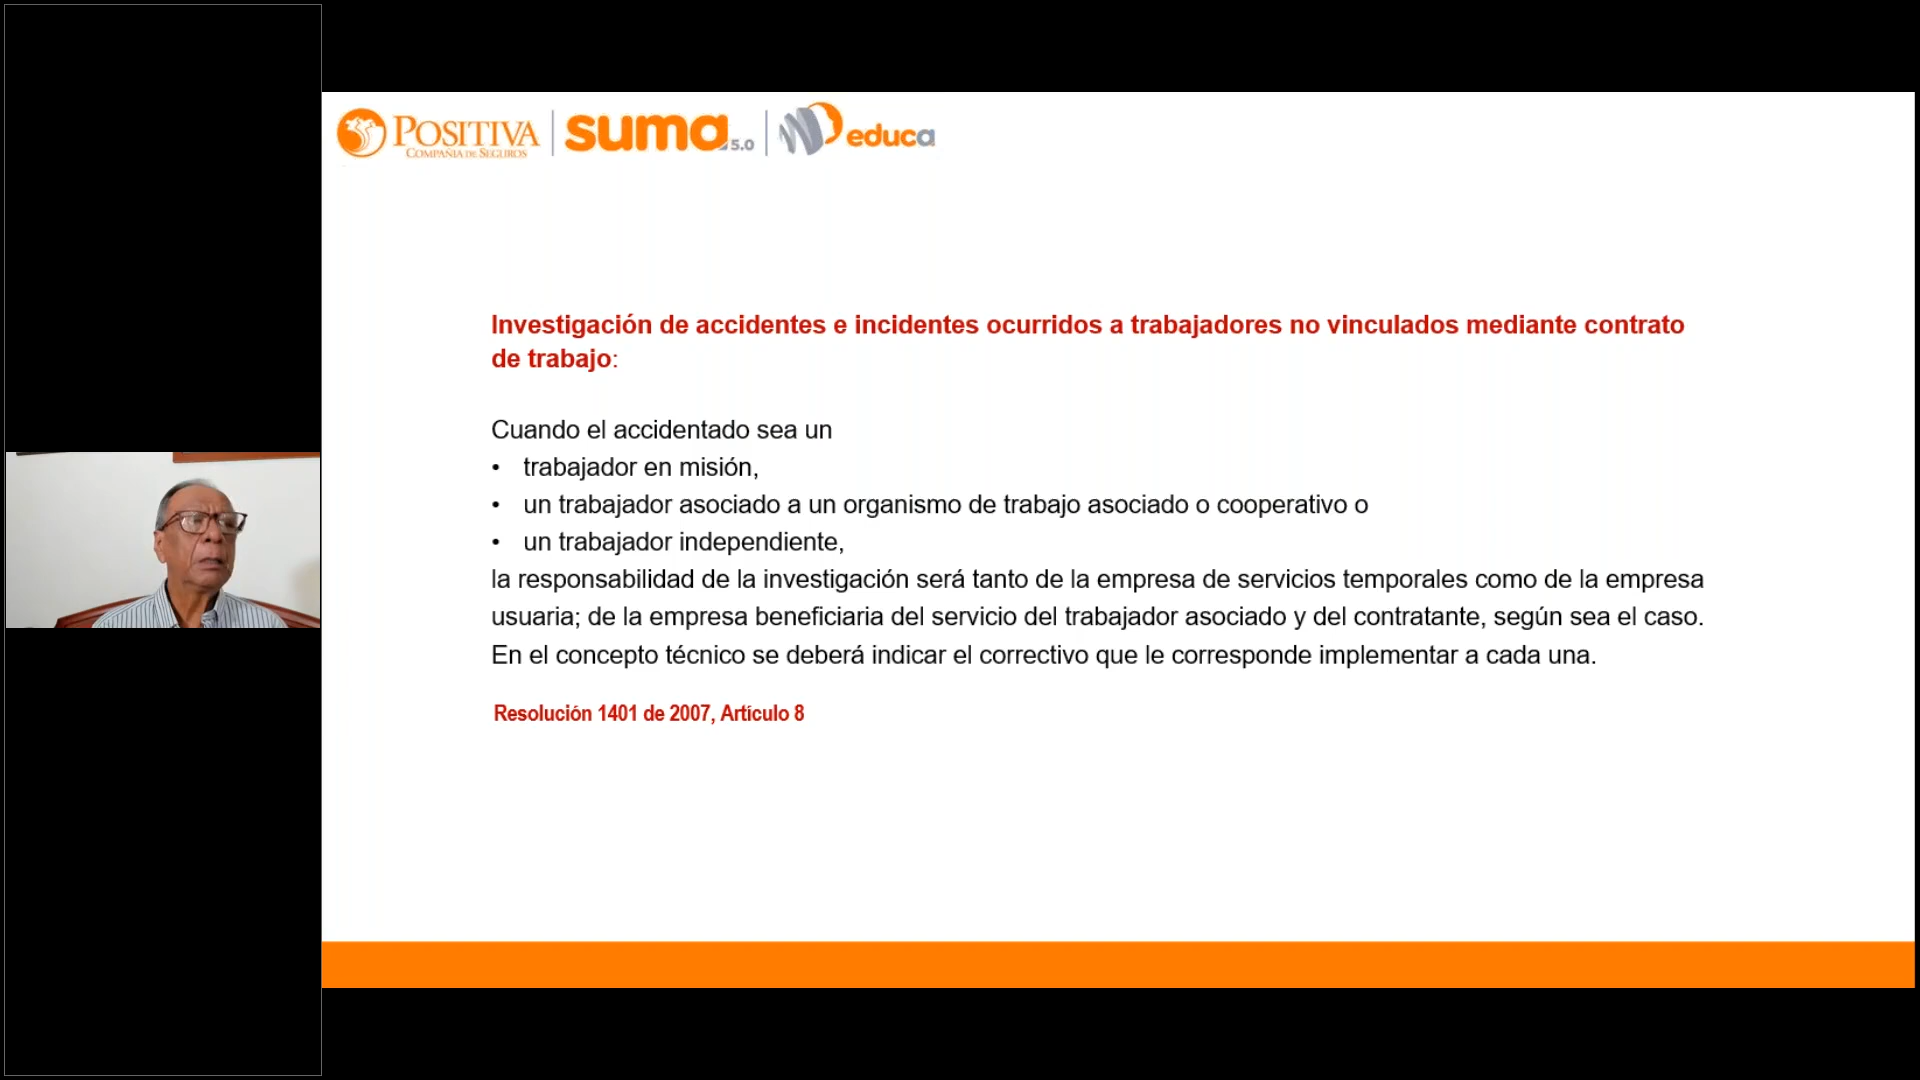 POSITIVA
COMPAÑIA DE SEGUROS
suma 5.0
educa
Investigación de accidentes e incidentes ocurridos a trabajadores no vinculados mediante contrato
de trabajo:
Cuando el accidentado sea un
• trabajador en misión,
• un trabajador asociado a un organismo de trabajo asociado o cooperativo o
• un trabajador independiente,
la responsabilidad de la investigación será tanto de la empresa de servicios temporales como de la empresa
usuaria; de la empresa beneficiaria del servicio del trabajador asociado y del contratante, según sea el caso.
En el concepto técnico se deberá indicar el correctivo que le corresponde implementar a cada una.
Resolución 1401 de 2007, Artículo 8